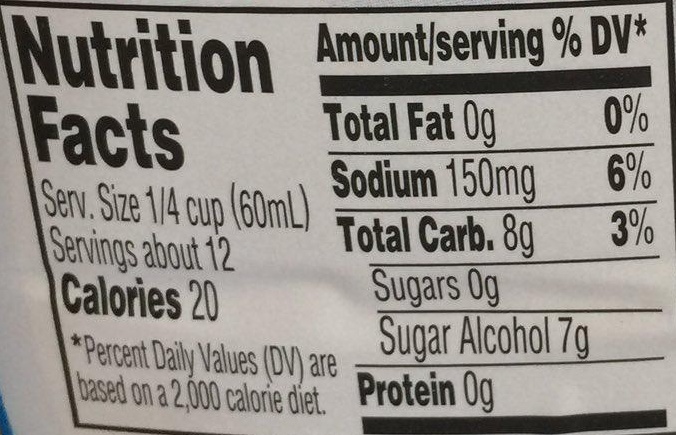 Nutrition
Facts
Serv. Size 1/4 cup (60mL)
Servings about 12
Calories 20
*Percent Daily Values (DV) are
based on a 2,000 calorie diet.
Amount/serving % DV*
Total Fat 0g 0%
Sodium 150mg 6%
Total Carb. 8g 3%
Sugars 0g
Sugar Alcohol 7g
Protein 0g